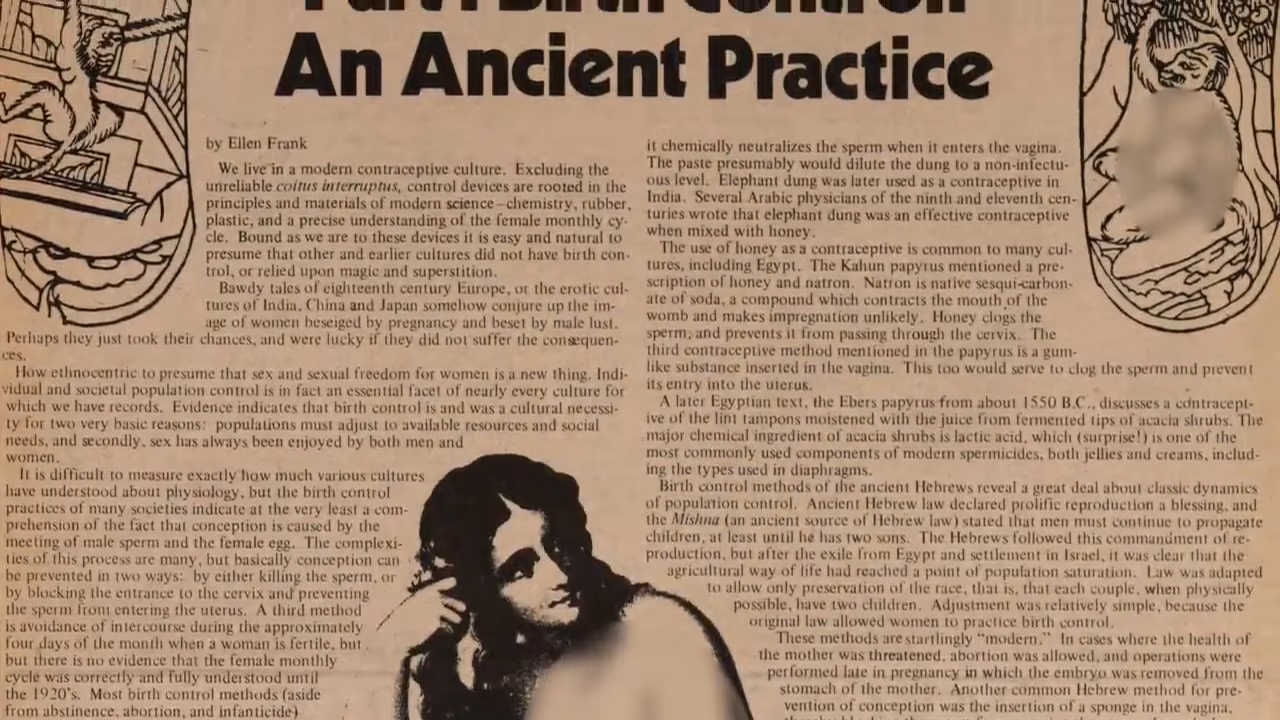 Part I Birth Control:
An Ancient Practice
by Ellen Frank
We live in a modern contraceptive culture. Excluding the
unreliable coitus interruptus, control devices are rooted in the
principles and materials of modern science—chemistry, rubber,
plastic, and a precise understanding of the female monthly cy-
cle. Bound as we are to these devices it is easy and natural to
presume that other and earlier cultures did not have birth con-
trol, or relied upon magic and superstition.
Bawdy tales of eighteenth century Europe, or the erotic cul-
tures of India, China and Japan somehow conjure up the im-
age of women beseiged by pregnancy and beset by male lust.
Perhaps they just took their chances, and were lucky if they did not suffer the consequen-
ces.
How ethnocentric to presume that sex and sexual freedom for women is a new thing. Indi-
vidual and societal population control is in fact an essential facet of nearly every culture for
which we have records. Evidence indicates that birth control is and was a cultural necessi-
ty for two very basic reasons: populations must adjust to available resources and social
needs, and secondly, sex has always been enjoyed by both men and
women.
It is difficult to measure exactly how much various cultures
have understood about physiology, but the birth control
practices of many societies indicate at the very least a com-
prehension of the fact that conception is caused by the
meeting of male sperm and the female egg. The complexi-
ties of this process are many, but basically conception can
be prevented in two ways: by either killing the sperm, or
by blocking the entrance to the cervix and preventing
the sperm from entering the uterus. A third method
is avoidance of intercourse during the approximately
four days of the month when a woman is fertile, but
but there is no evidence that the female monthly
cycle was correctly and fully understood until
the 1920's. Most birth control methods (aside
from abstinence, abortion, and infanticide)
it chemically neutralizes the sperm when it enters the vagina.
The paste presumably would dilute the dung to a non-infectu-
ous level. Elephant dung was later used as a contraceptive in
India. Several Arabic physicians of the ninth and eleventh cen-
turies wrote that elephant dung was an effective contraceptive
when mixed with honey.
The use of honey as a contraceptive is common to many cul-
tures, including Egypt. The Kahun papyrus mentioned a pre-
scription of honey and natron. Natron is native sesqui-carbon-
ate of soda, a compound which contracts the mouth of the
womb and makes impregnation unlikely. Honey clogs the
sperm, and prevents it from passing through the cervix. The
third contraceptive method mentioned in the papyrus is a gum-
like substance inserted in the vagina. This too would serve to clog the sperm and prevent
its entry into the uterus.
A later Egyptian text, the Ebers papyrus from about 1550 B.C., discusses a contracept-
ive of the lint tampons moistened with the juice from fermented tips of acacia shrubs. The
major chemical ingredient of acacia shrubs is lactic acid, which (surprise!) is one of the
most commonly used components of modern spermicides, both jellies and creams, includ-
ing the types used in diaphragms.
Birth control methods of the ancient Hebrews reveal a great deal about classic dynamics
of population control. Ancient Hebrew law declared prolific reproduction a blessing, and
the Mishna (an ancient source of Hebrew law) stated that men must continue to propagate
children, at least until he has two sons. The Hebrews followed this commandment of re-
production, but after the exile from Egypt and settlement in Israel, it was clear that the
agricultural way of life had reached a point of population saturation. Law was adapted
to allow only preservation of the race, that is, that each couple, when physically
possible, have two children. Adjustment was relatively simple, because the
original law allowed women to practice birth control.
These methods are startlingly "modern." In cases where the health of
the mother was threatened, abortion was allowed, and operations were
performed late in pregnancy in which the embryo was removed from the
stomach of the mother. Another common Hebrew method for pre-
vention of conception was the insertion of a sponge in the vagina,